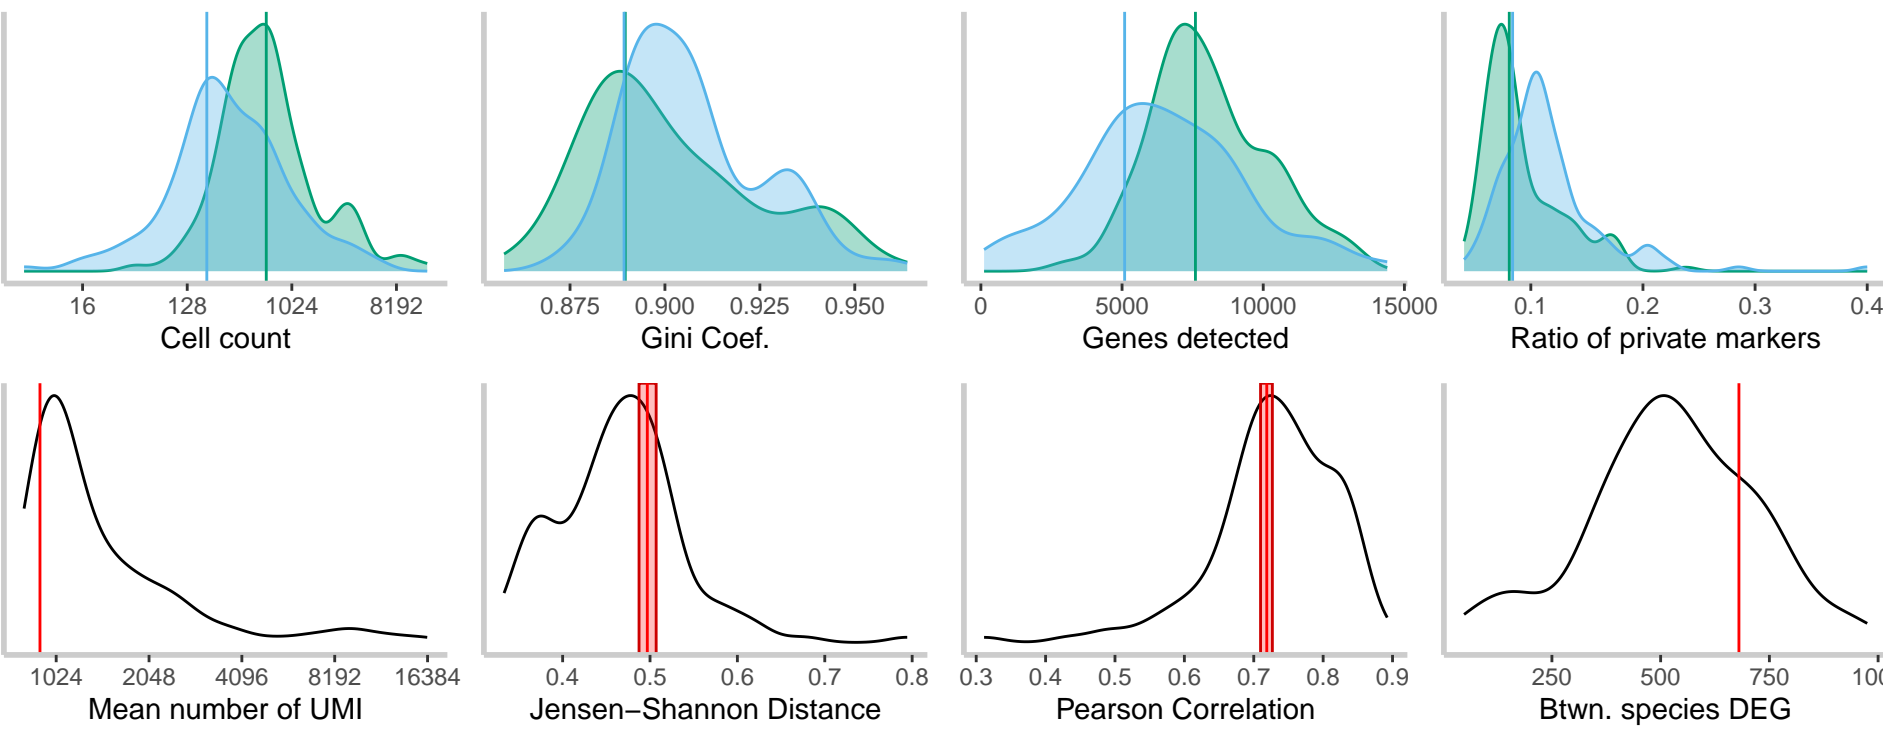 16 128 1024 8192 0.875 0.900 0.925 0.950 0 5000 10000 15000 0.1 0.2 0.3 0.4
Cell count Gini Coef. Genes detected Ratio of private markers
1024 2048 4096 8192 16384 0.4 0.5 0.6 0.7 0.8 0.3 0.4 0.5 0.6 0.7 0.8 0.9 250 500 750 100
Mean number of UMI Jensen−Shannon Distance Pearson Correlation Btwn. species DEG